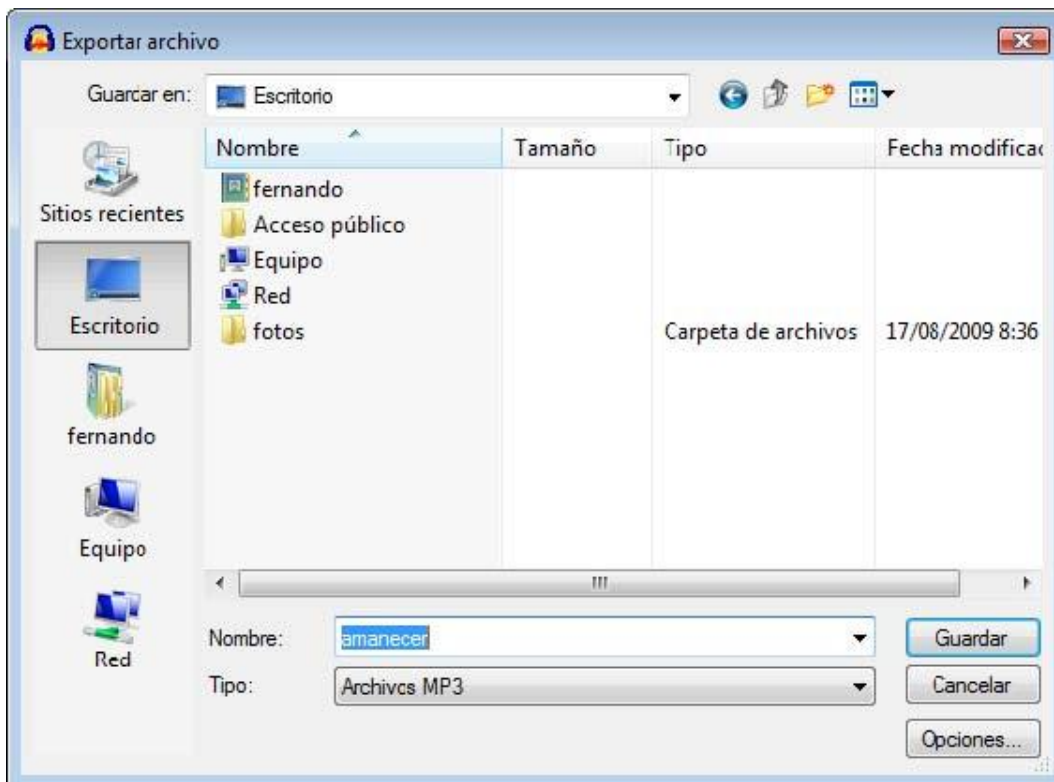 Exportar archivo
Guardar en: Escritorio
Nombre Tamaño Tipo Fecha modificac
Sitios recientes
Escritorio
fernando
Equipo
Red
fernando
Acceso público
Equipo
Red
fotos Carpeta de archivos 17/08/2009 8:36
Nombre: amanecer Guardar
Tipo: Archivos MP3 Cancelar
Opciones...